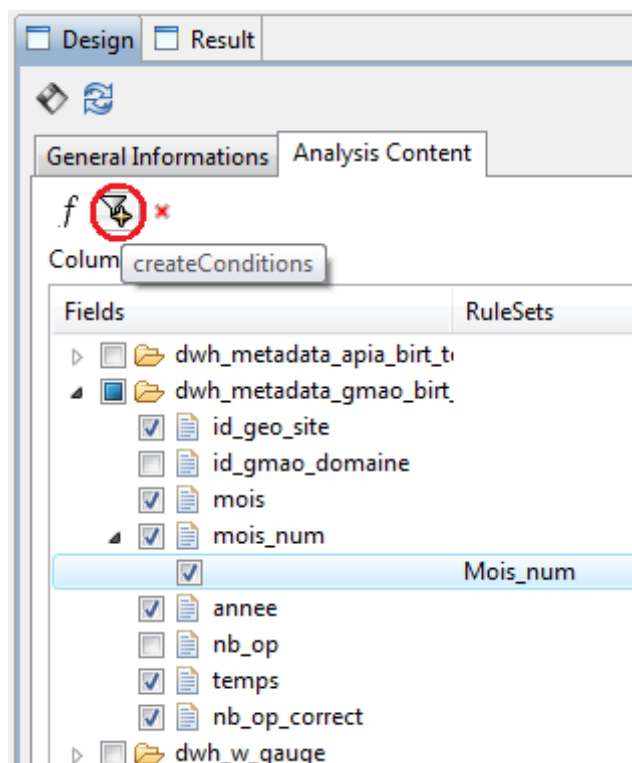 Design Result
General Informations Analysis Content
f
Colum
createConditions
Fields RuleSets
dwh_metadata_apia_birt_t
dwh_metadata_gmao_birt_
id_geo_site
id_gmao_domaine
mois
mois_num
Mois_num
annee
nb_op
temps
nb_op_correct
dwh_w_gauge